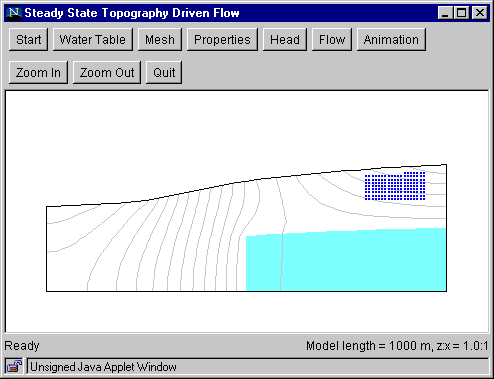 Steady State Topography Driven Flow
Start Water Table Mesh Properties Head Flow Animation
Zoom In Zoom Out Quit
Ready Model length = 1000 m, z:x = 1.0:1
Unsigned Java Applet Window